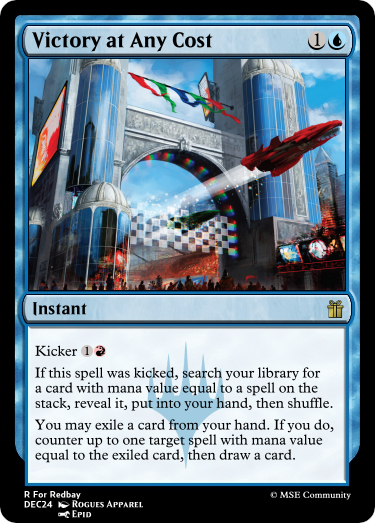 Victory at Any Cost 1
Instant
Kicker 1
If this spell was kicked, search your library for
a card with mana value equal to a spell on the
stack, reveal it, put into your hand, then shuffle.
You may exile a card from your hand. If you do,
counter up to one target spell with mana value
equal to the exiled card, then draw a card.
R For Redbay
DEC24 Rogues Apparel
Epid
© MSE Community